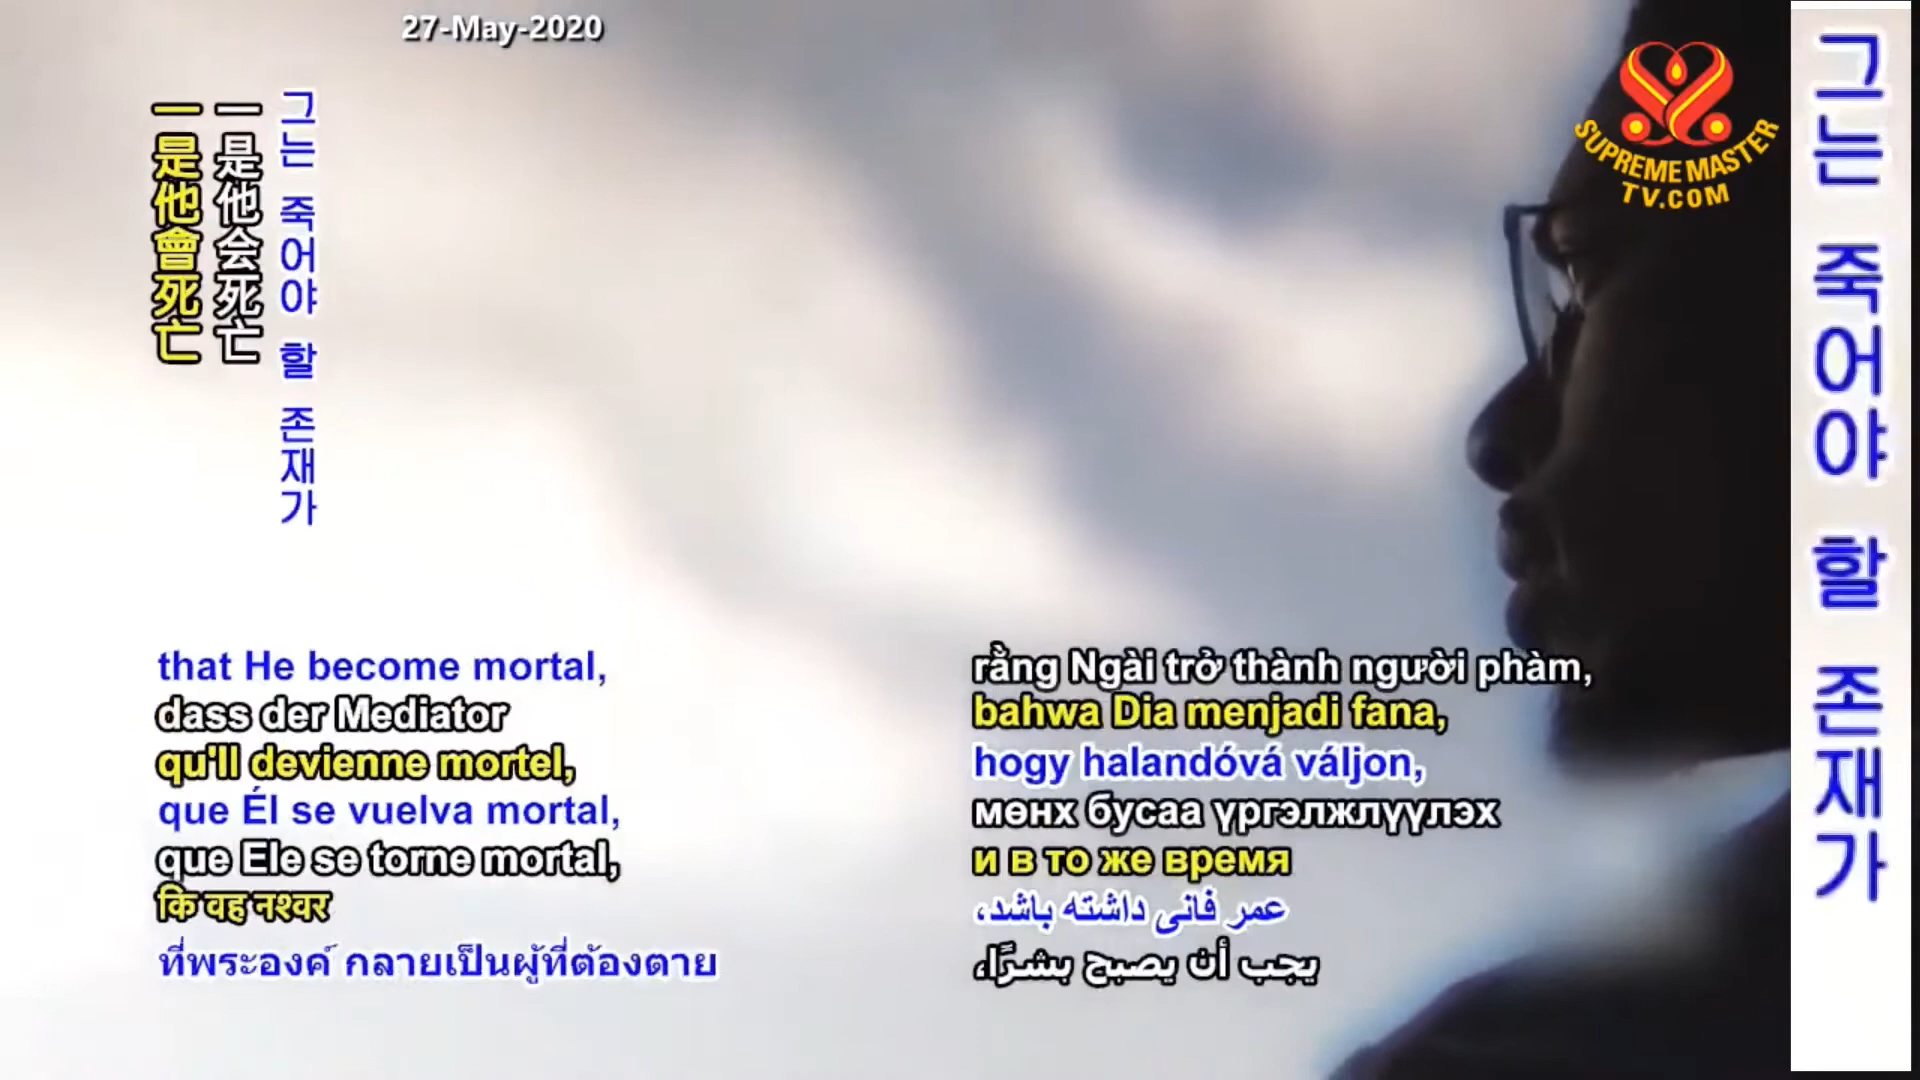 27-May-2020
SUPREME MASTER
TV.COM
그는 죽어야 할 존재가
一是他会死亡
一是他會死亡
그는 죽어야 할 존재가
that He become mortal,
dass der Mediator
qu'Il devienne mortel,
que Él se vuelva mortal,
que Ele se torne mortal,
कि वह नश्वर
ที่พระองค์ กลายเป็นผู้ที่ต้องตาย
rằng Ngài trở thành người phàm,
bahwa Dia menjadi fana,
hogy halandóvá váljon,
мөнх бусаа үргэлжлүүлэх
и в то же время
عمر فانی داشته باشد،
يجب أن يصبح بشرًا،